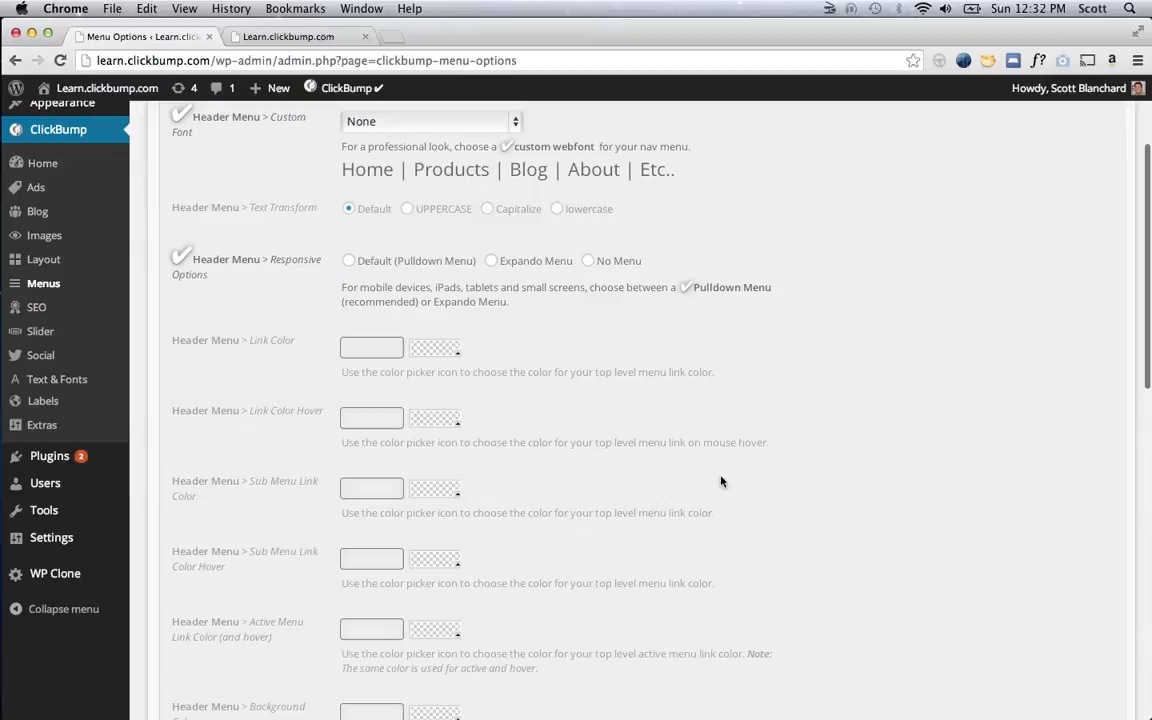 Chrome File Edit View History Bookmarks Window Help Sun 12:32 PM Scott
Menu Options ‹ Learn.click × Learn.clickbump.com ×
learn.clickbump.com/wp-admin/admin.php?page=clickbump-menu-options
Learn.clickbump.com 4 1 + New ClickBump ✔ Howdy, Scott Blanchard
Appearance
ClickBump
Home
Ads
Blog
Images
Layout
Menus
SEO
Slider
Social
Text & Fonts
Labels
Extras
Plugins 2
Users
Tools
Settings
WP Clone
Collapse menu
Header Menu > Custom
Font
None
For a professional look, choose a ✔custom webfont for your nav menu.
Home | Products | Blog | About | Etc..
Header Menu > Text Transform
Default UPPERCASE Capitalize lowercase
Header Menu > Responsive
Options
Default (Pulldown Menu) Expando Menu No Menu
For mobile devices, iPads, tablets and small screens, choose between a ✔Pulldown Menu
(recommended) or Expando Menu.
Header Menu > Link Color
Use the color picker icon to choose the color for your top level menu link color.
Header Menu > Link Color Hover
Use the color picker icon to choose the color for your top level menu link on mouse hover.
Header Menu > Sub Menu Link
Color
Use the color picker icon to choose the color for your top level menu link color.
Header Menu > Sub Menu Link
Color Hover
Use the color picker icon to choose the color for your top level menu link color.
Header Menu > Active Menu
Link Color (and hover)
Use the color picker icon to choose the color for your top level active menu link color. Note:
The same color is used for active and hover.
Header Menu > Background